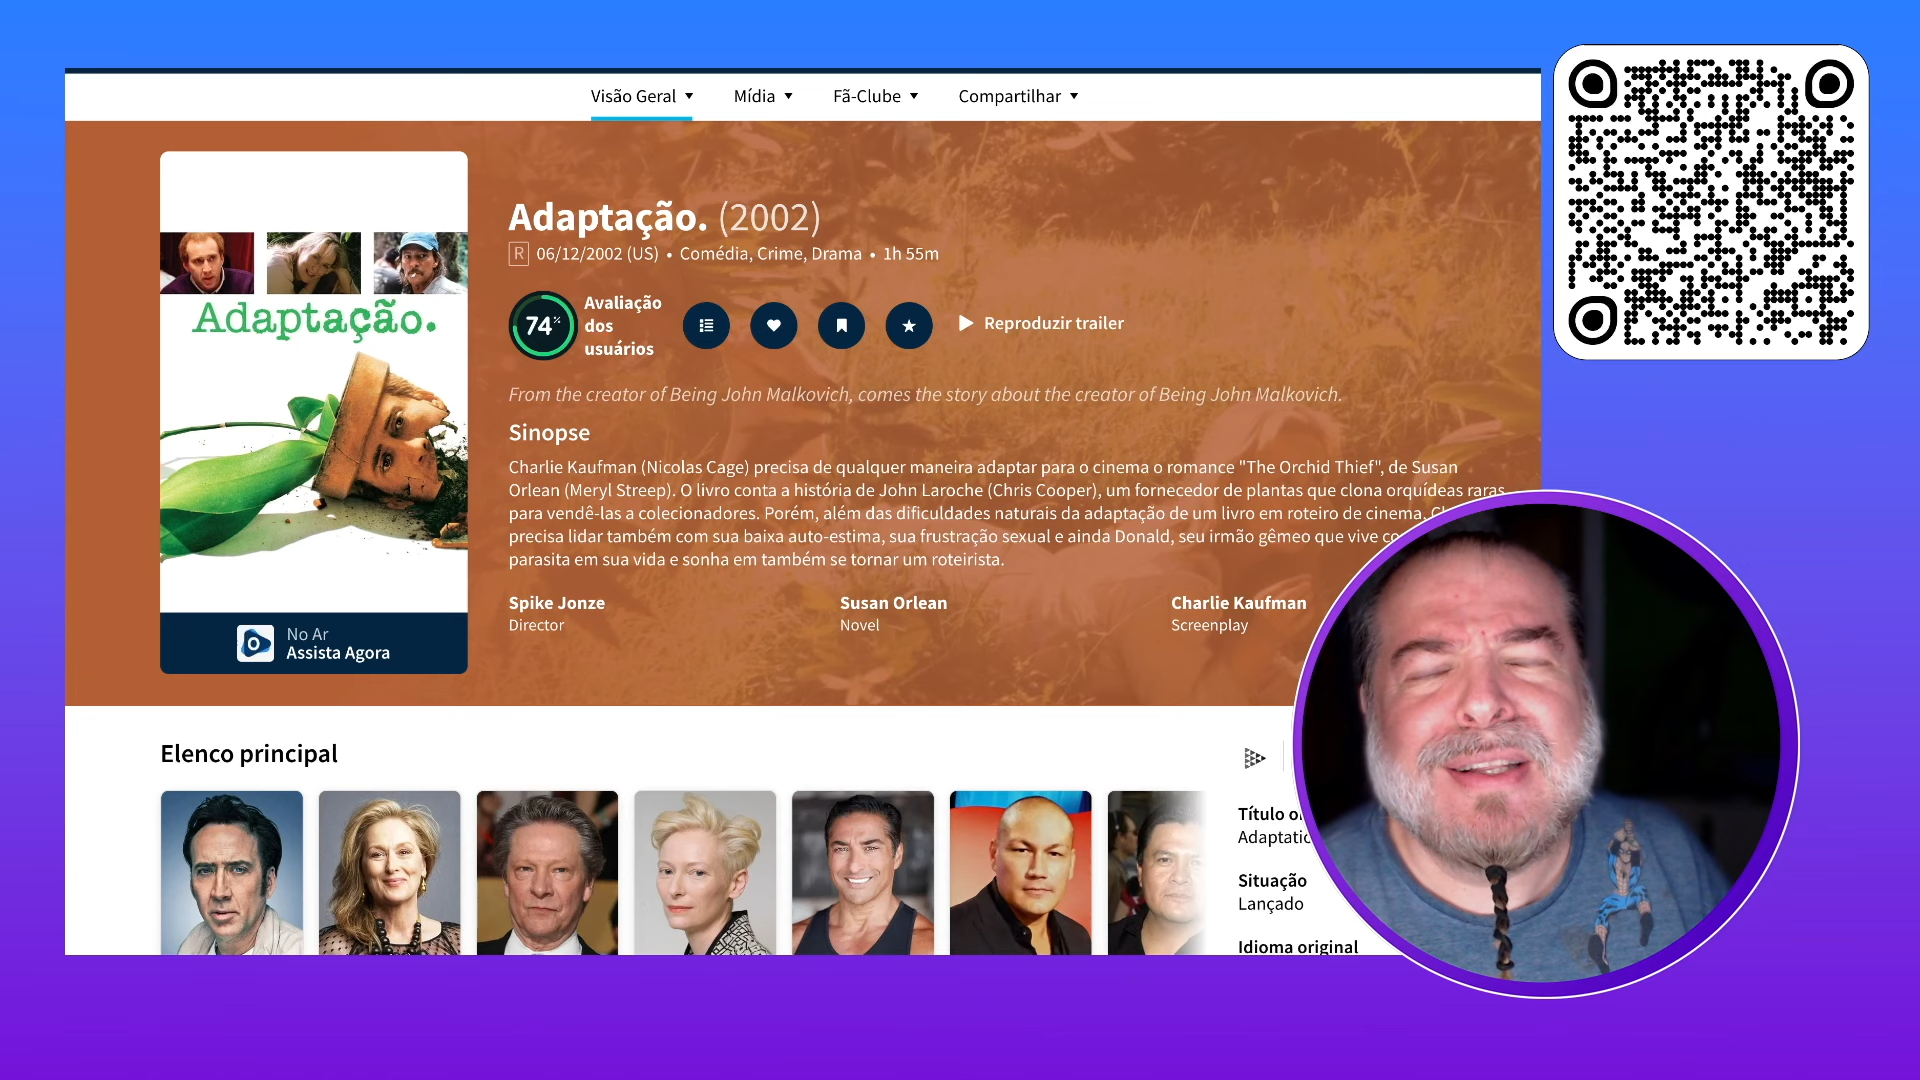 Visão Geral Mídia Fã-Clube Compartilhar
Adaptação.
No Ar
Assista Agora
Adaptação. (2002)
R 06/12/2002 (US) • Comédia, Crime, Drama • 1h 55m
74%
Avaliação
dos
usuários
Reproduzir trailer
From the creator of Being John Malkovich, comes the story about the creator of Being John Malkovich.
Sinopse
Charlie Kaufman (Nicolas Cage) precisa de qualquer maneira adaptar para o cinema o romance "The Orchid Thief", de Susan
Orlean (Meryl Streep). O livro conta a história de John Laroche (Chris Cooper), um fornecedor de plantas que clona orquídeas raras
para vendê-las a colecionadores. Porém, além das dificuldades naturais da adaptação de um livro em roteiro de cinema,
precisa lidar também com sua baixa auto-estima, sua frustração sexual e ainda Donald, seu irmão gêmeo que vive
parasita em sua vida e sonha em também se tornar um roteirista.
Spike Jonze
Director
Susan Orlean
Novel
Charlie Kaufman
Screenplay
Elenco principal
Título
Situação
Lançado
Idioma original